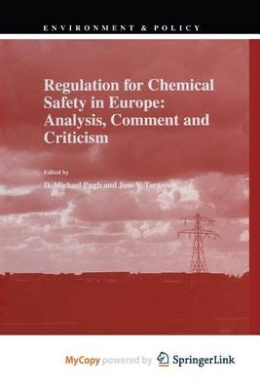 ENVIRONMENT & POLICY
Regulation for Chemical
Safety in Europe:
Analysis, Comment and
Criticism
Edited by
D. Michael Pugh and Jose V. Tarazona
MyCopy powered by SpringerLink